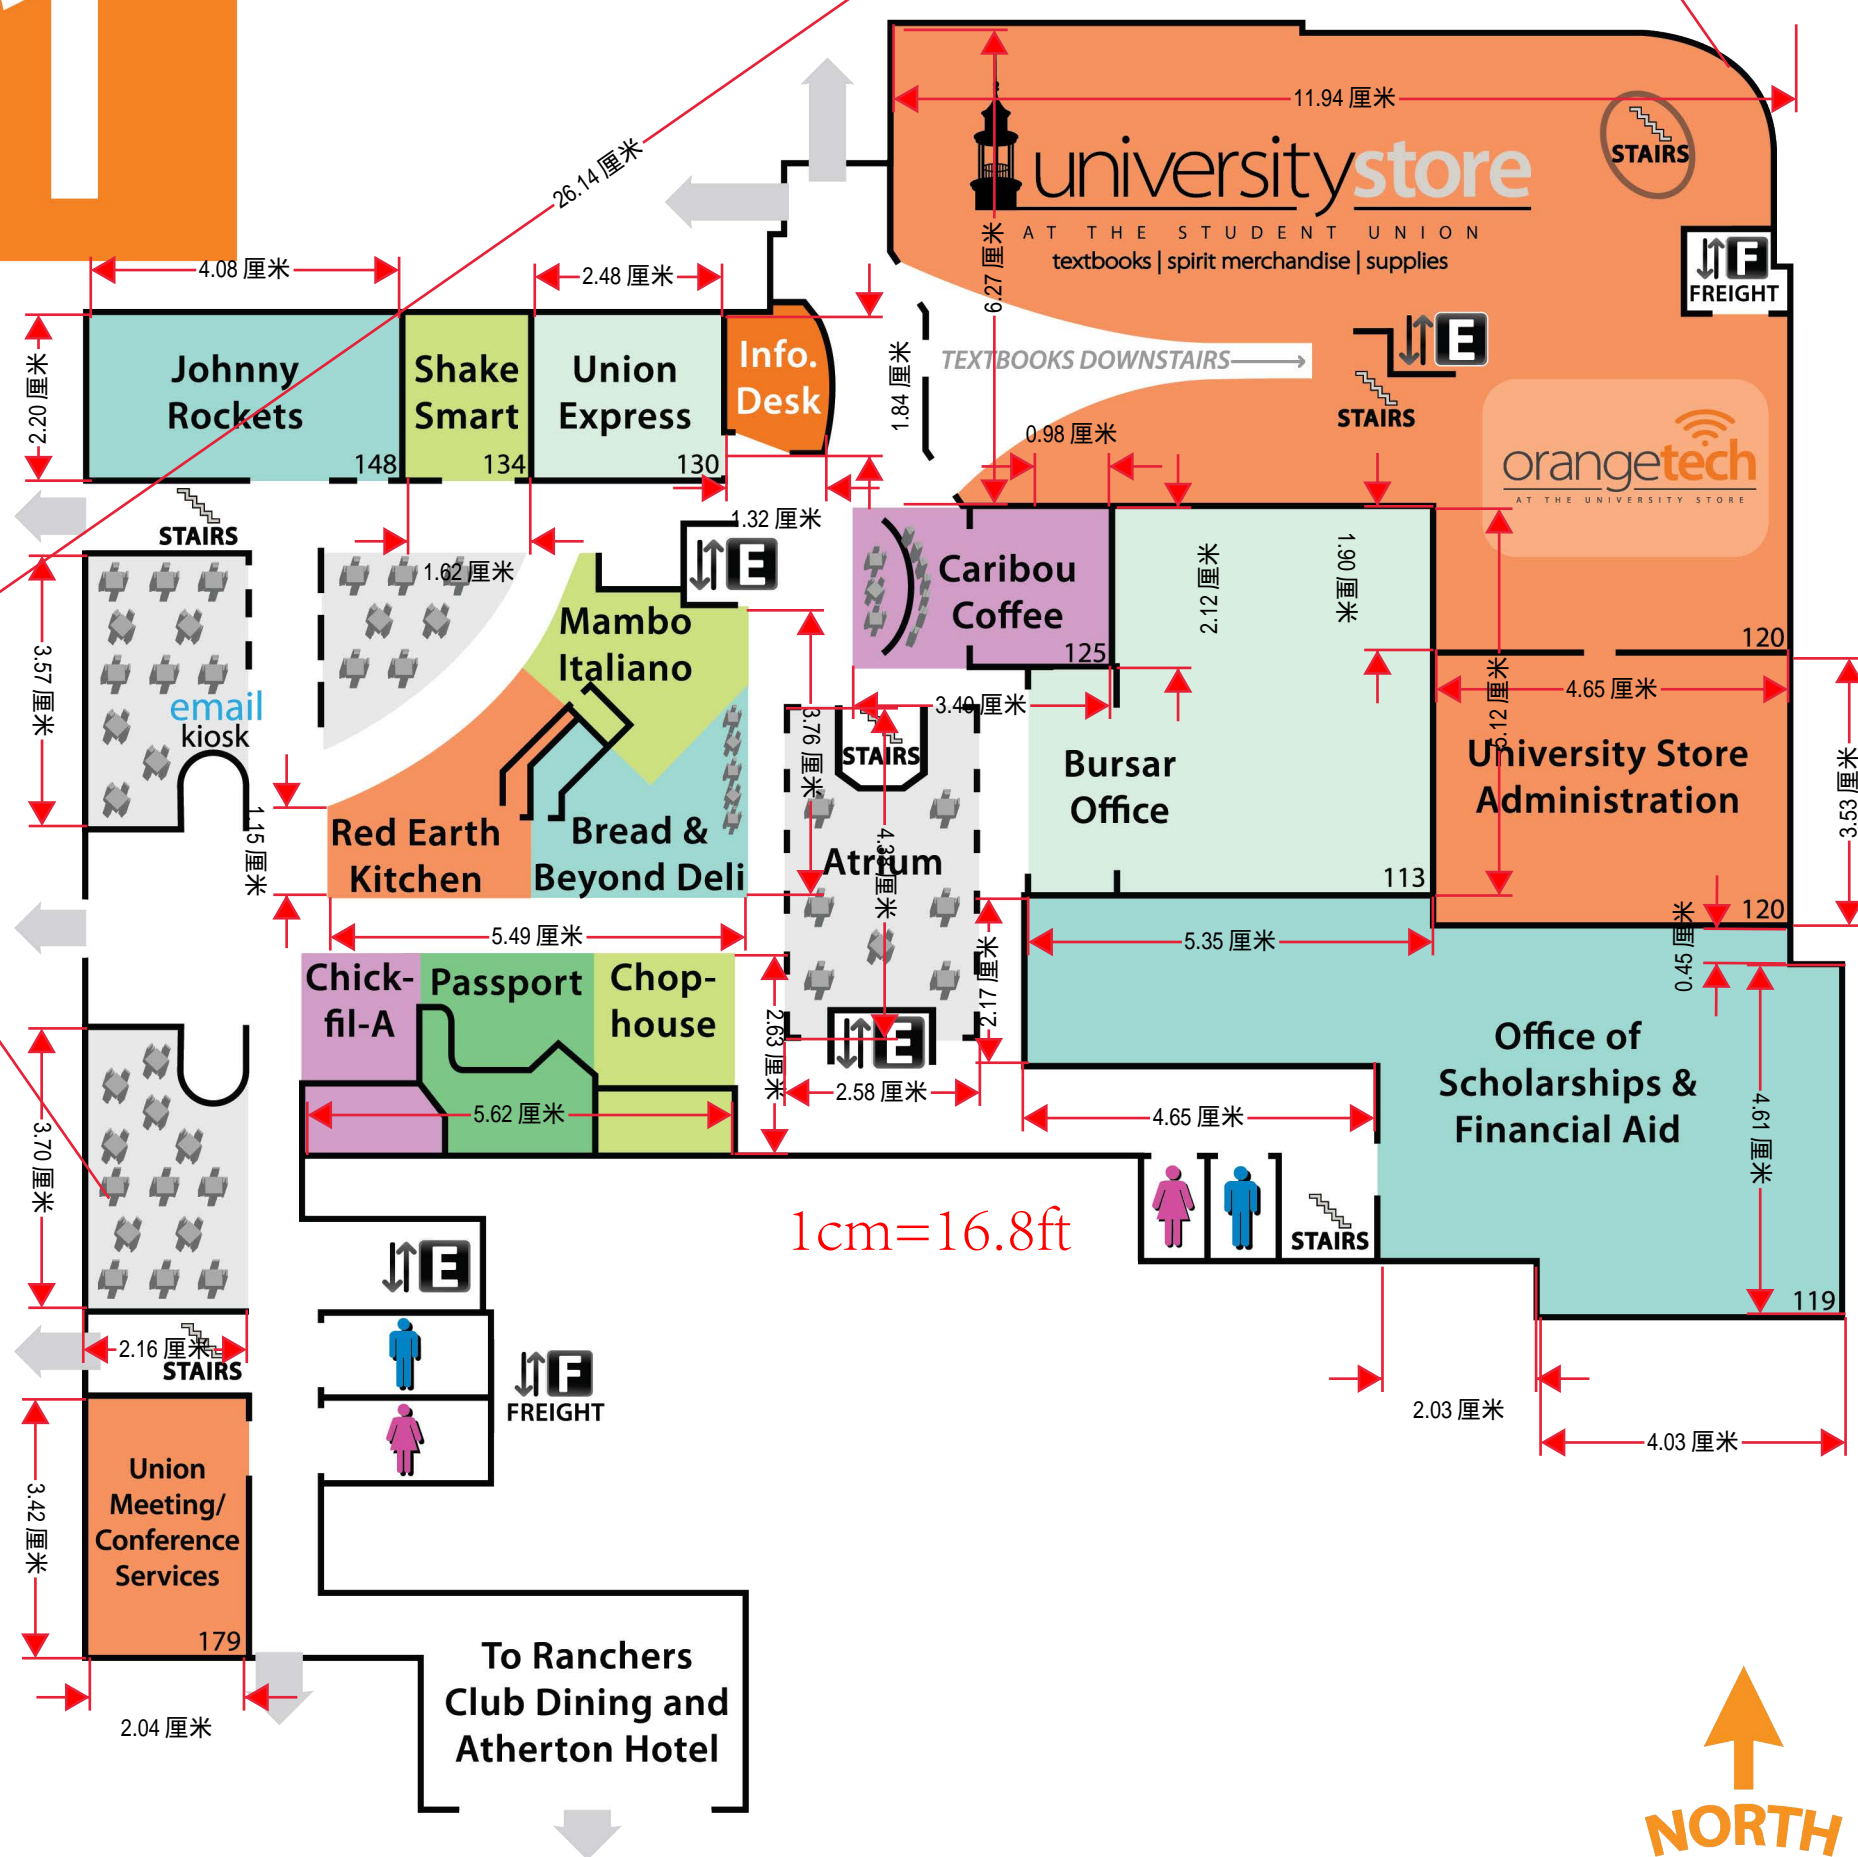 11.94 厘米
STAIRS
universitystore
AT THE STUDENT UNION
textbooks | spirit merchandise | supplies
26.14 厘米
6.27 厘米
F
FREIGHT
4.08 厘米
2.48 厘米
2.20 厘米
Johnny
Rockets
148
Shake
Smart
134
Union
Express
130
Info.
Desk
1.84 厘米
TEXTBOOKS DOWNSTAIRS
E
STAIRS
0.98 厘米
orangetech
AT THE UNIVERSITY STORE
STAIRS
1.32 厘米
1.62 厘米
E
Mambo
Italiano
Caribou
Coffee
125
2.12 厘米
1.90 厘米
120
3.57 厘米
email
kiosk
3.76 厘米
3.40 厘米
STAIRS
5.12 厘米
4.65 厘米
Bursar
Office
113
University Store
Administration
120
3.53 厘米
1.15 厘米
Red Earth
Kitchen
Bread &
Beyond Deli
Atrium
4.38 厘米
5.49 厘米
5.35 厘米
0.45 厘米
Chick-
fil-A
Passport
Chop-
house
2.63 厘米
2.17 厘米
E
2.58 厘米
5.62 厘米
4.65 厘米
Office of
Scholarships &
Financial Aid
4.61 厘米
119
3.70 厘米
1cm=16.8ft
STAIRS
E
2.16 厘米
STAIRS
F
FREIGHT
2.03 厘米
4.03 厘米
3.42 厘米
Union
Meeting/
Conference
Services
179
2.04 厘米
To Ranchers
Club Dining and
Atherton Hotel
NORTH